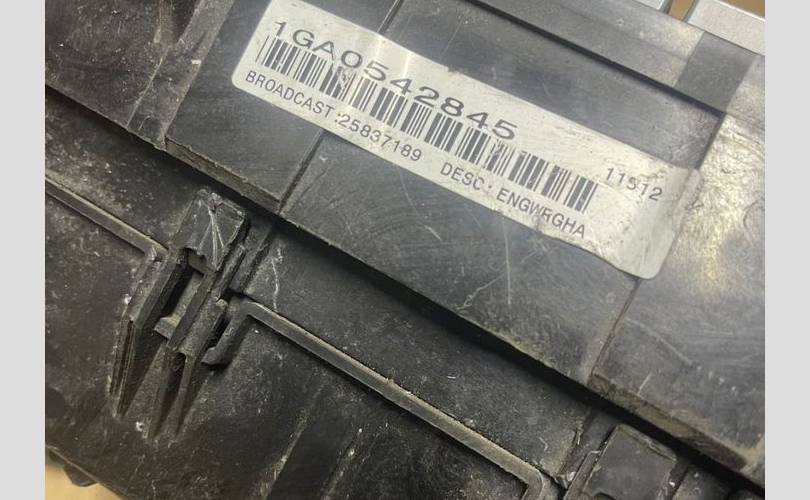 1GA0542845
BROADCAST:25837189 DESC: ENGWRGHA
11512